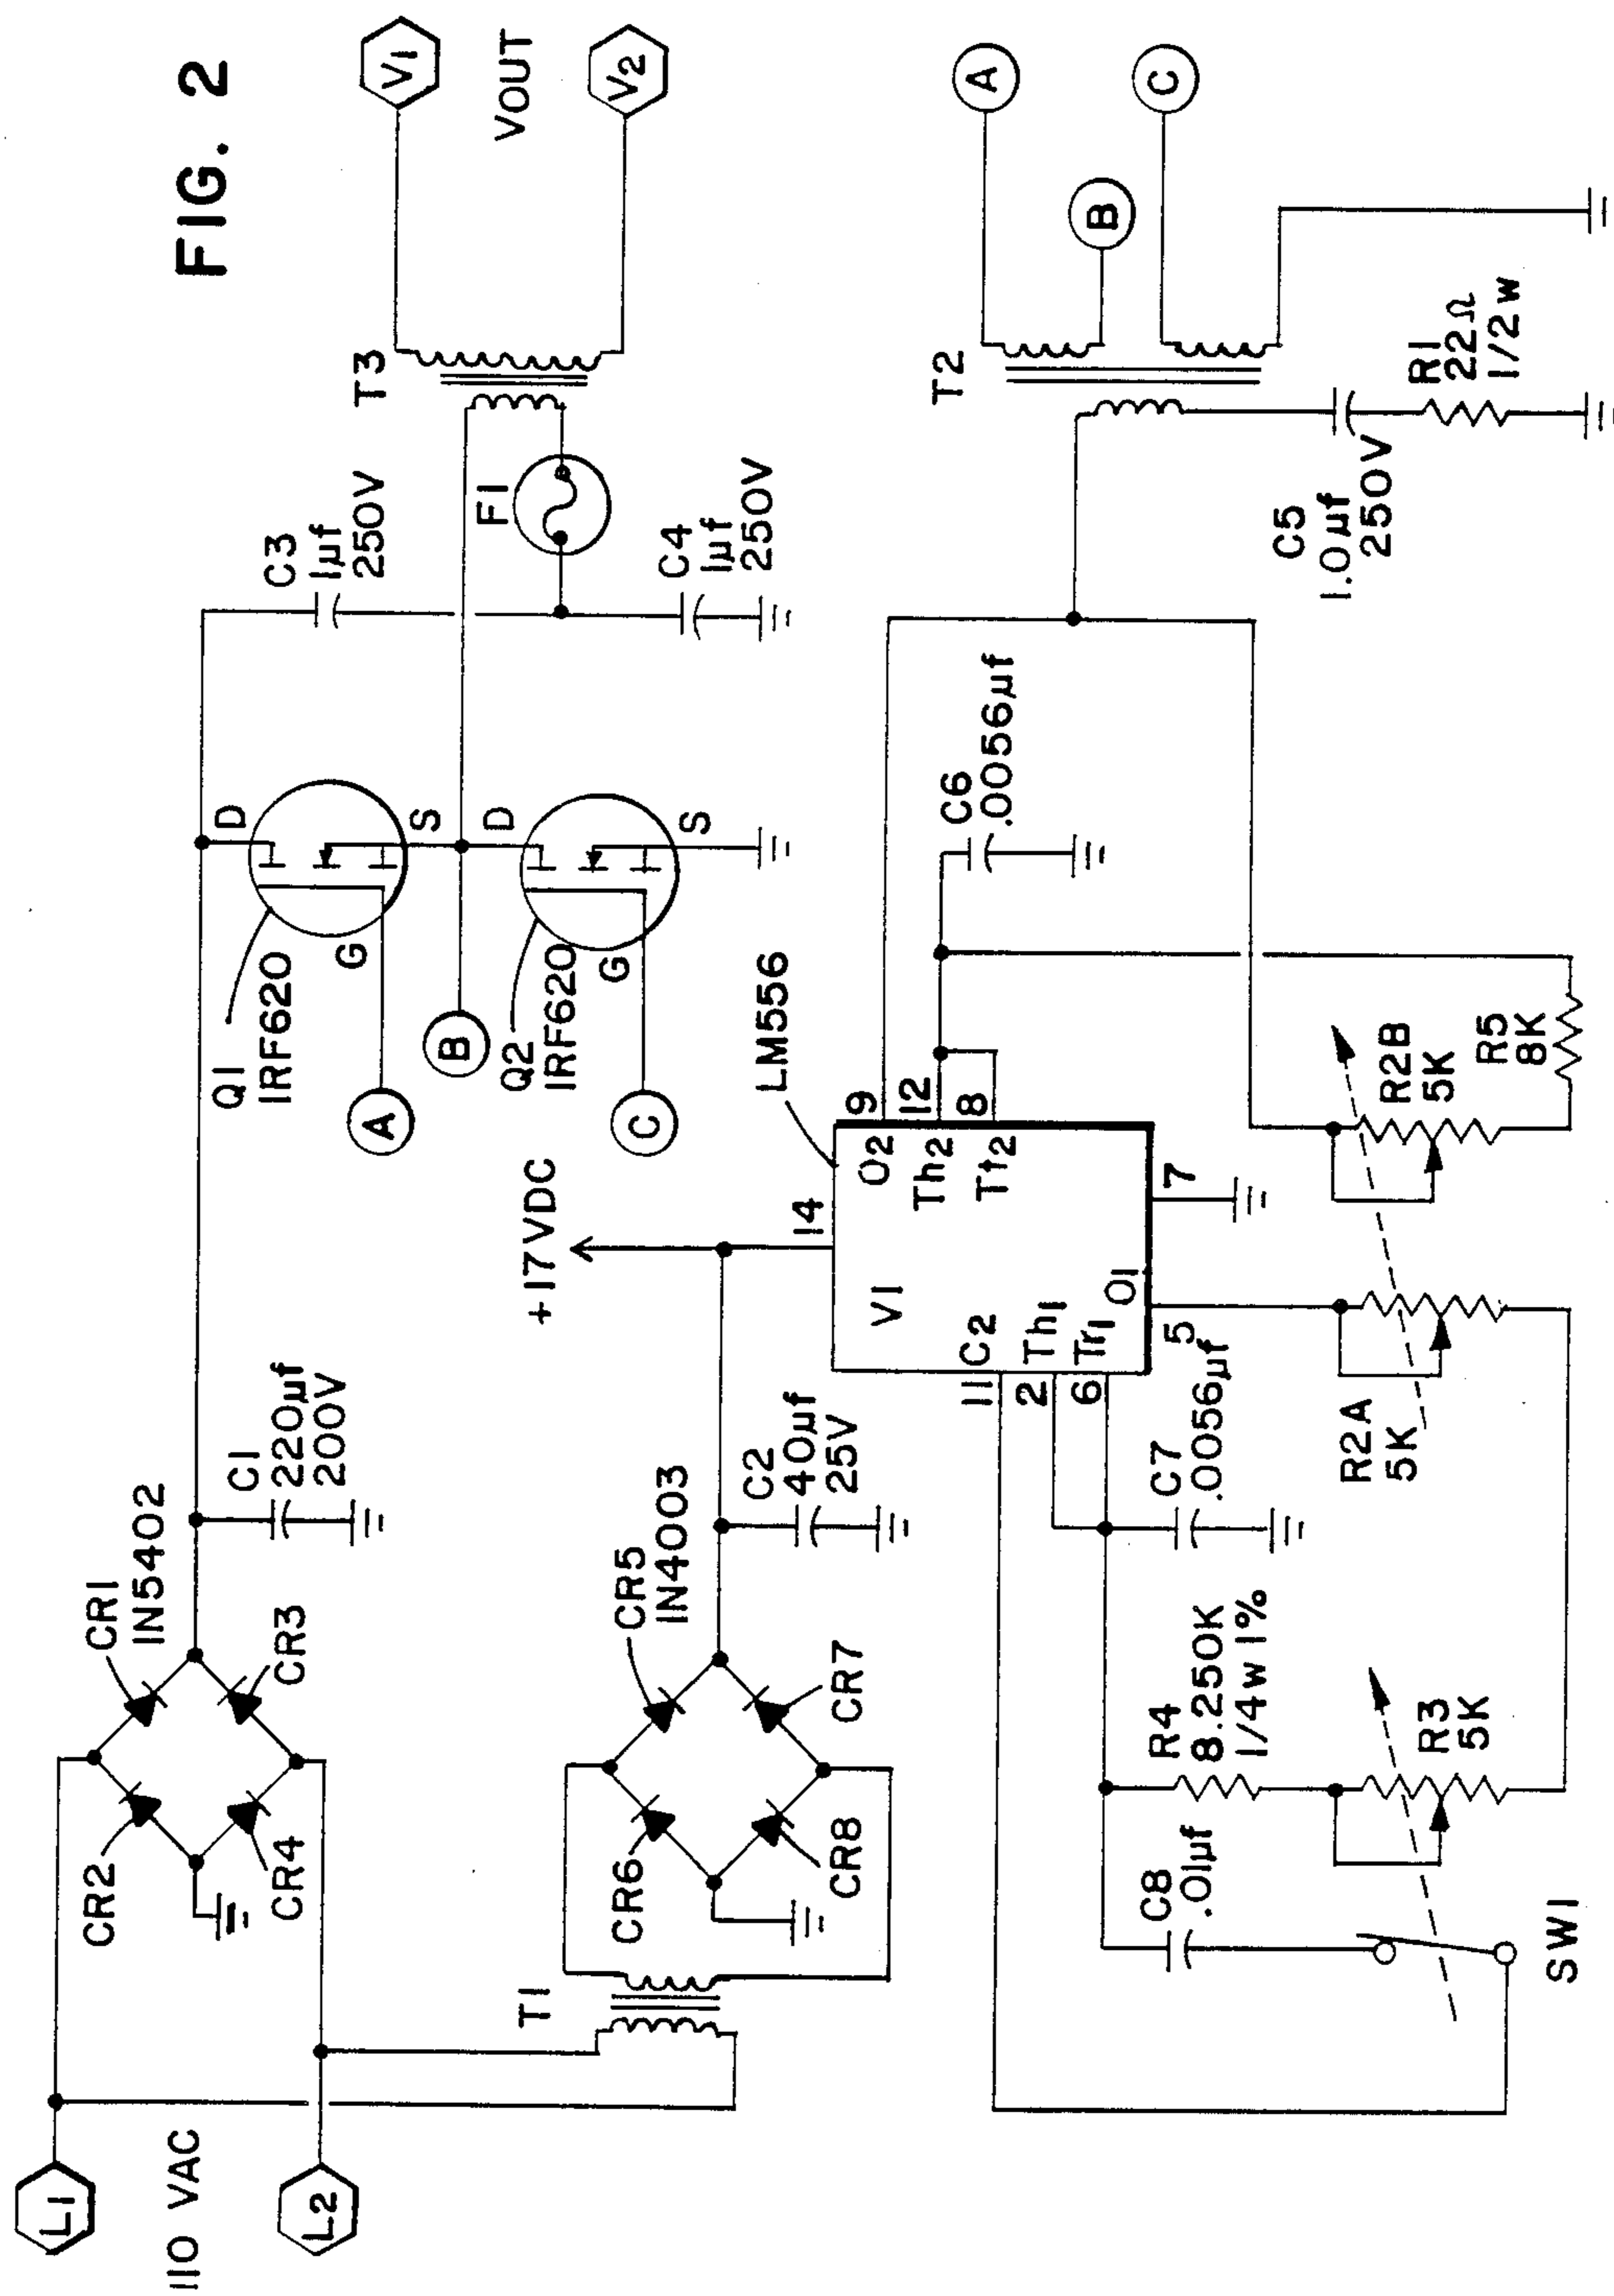 FIG. 2
L1
110 VAC
L2
CR1
IN5402
CR2
CR3
CR4
C1
220µf
200V
Q1
IRF620
D
S
G
A
B
Q2
IRF620
D
S
G
C
C3
1µf
250V
F1
C4
1µf
250V
T3
V1
VOUT
V2
T1
CR5
IN4003
CR6
CR7
CR8
C2
40µf
25V
+17VDC
14
LM556
V1
O2
9
Th2
12
Tt2
8
C2
11
Th1
2
Tr1
6
O1
5
7
C6
.0056µf
T2
A
B
C
C5
1.0µf
250V
R1
22Ω
1/2w
C7
.0056µf
R4
8.250K
1/4w 1%
C8
.01µf
SW1
R3
5K
R2A
5K
R2B
5K
R5
8K